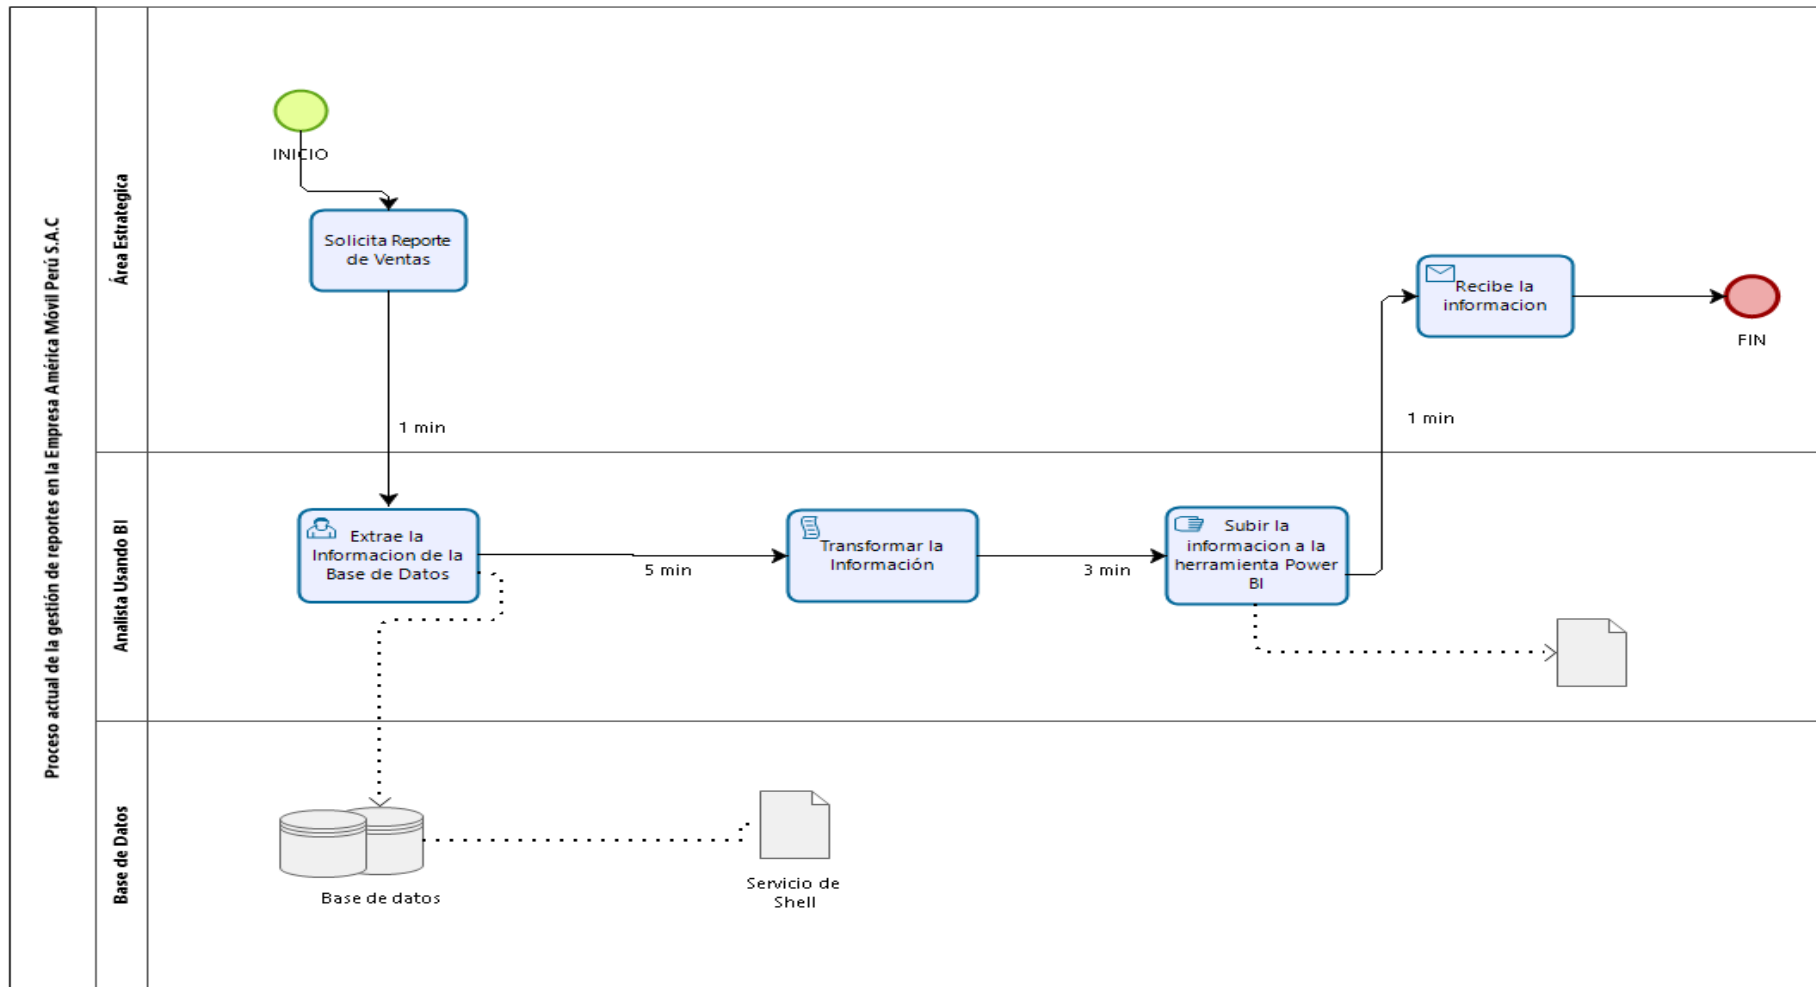 Proceso actual de la gestión de reportes en la Empresa América Móvil Perú S.A.C
Área Estrategica
INICIO
Solicita Reporte
de Ventas
1 min
Recibe la
informacion
FIN
1 min
Analista Usando BI
Extrae la
Informacion de la
Base de Datos
5 min
Transformar la
Información
3 min
Subir la
informacion a la
herramienta Power
BI
Base de Datos
Base de datos
Servicio de
Shell